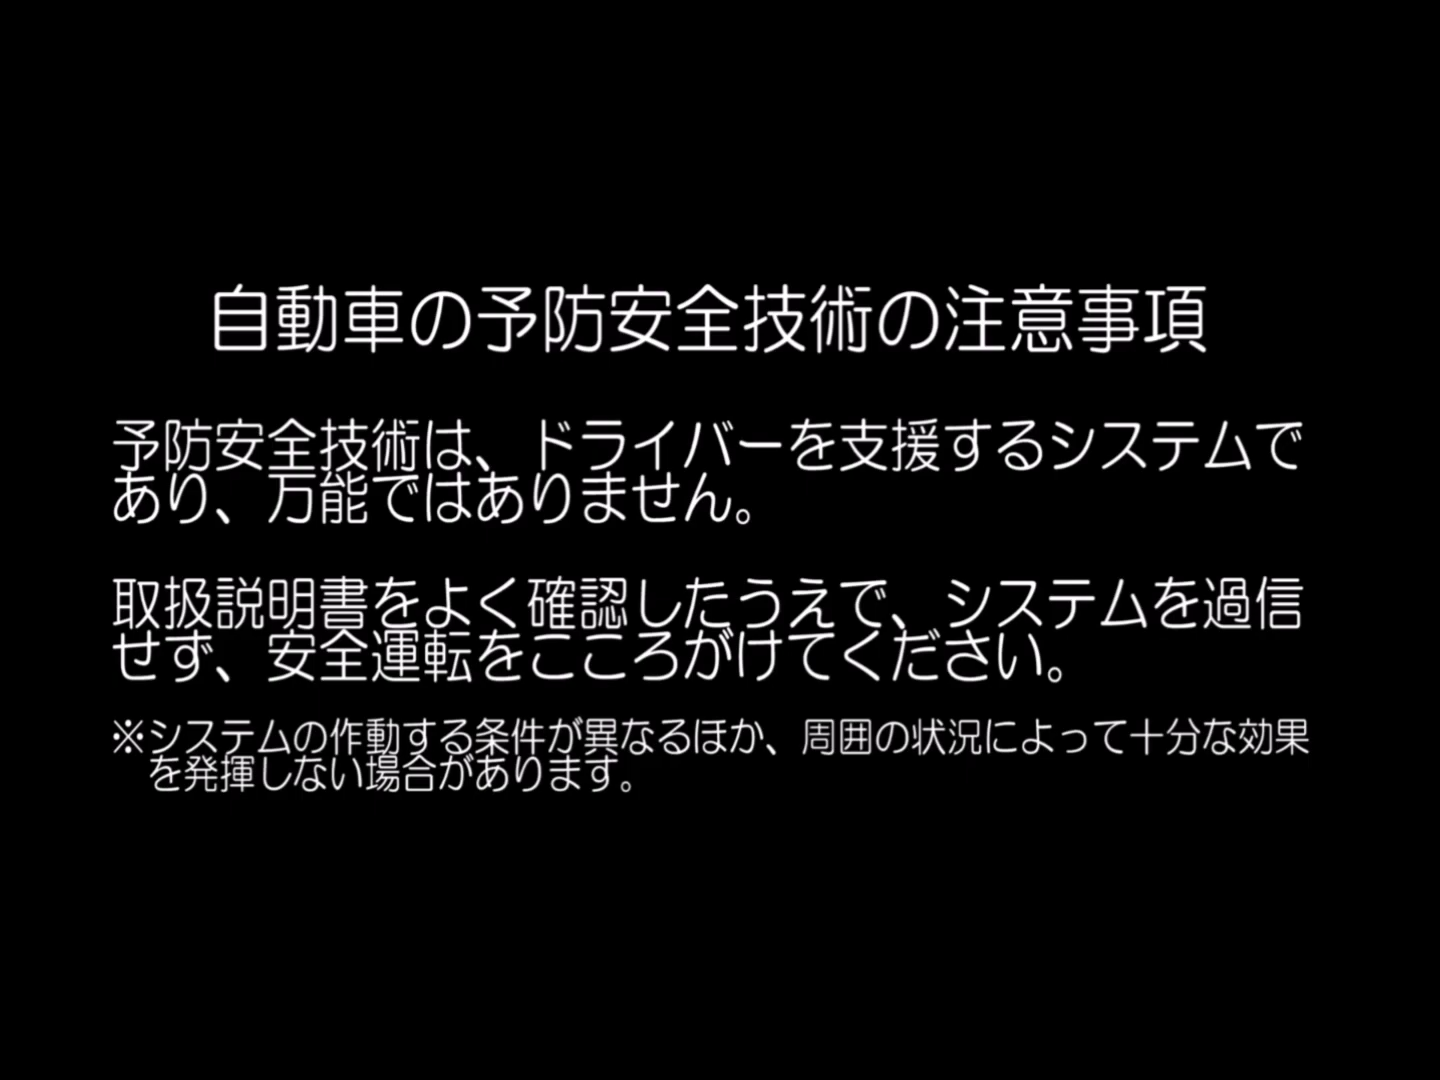 自動車の予防安全技術の注意事項
予防安全技術は、ドライバーを支援するシステムで
あり、万能ではありません。
取扱説明書をよく確認したうえで、システムを過信
せず、安全運転をこころがけてください。
※システムの作動する条件が異なるほか、周囲の状況によって十分な効果
を発揮しない場合があります。